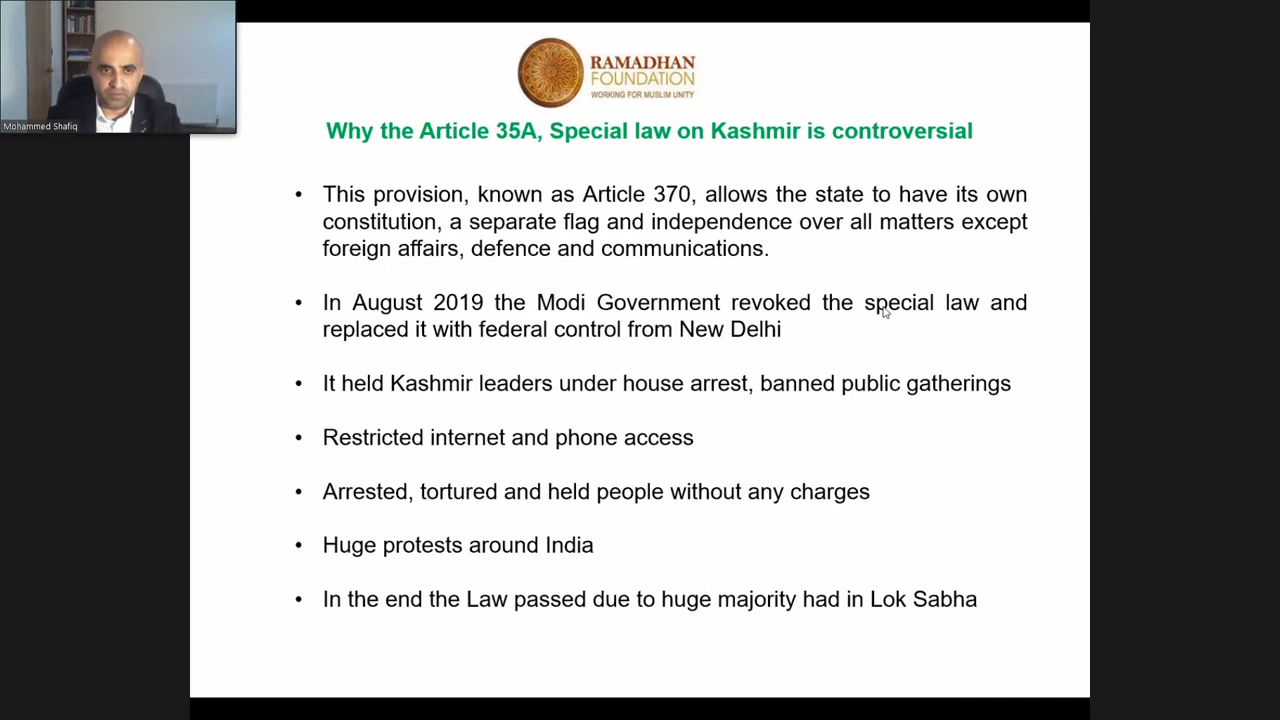 Mohammed Shafiq
RAMADHAN
FOUNDATION
WORKING FOR MUSLIM UNITY
Why the Article 35A, Special law on Kashmir is controversial
• This provision, known as Article 370, allows the state to have its own
constitution, a separate flag and independence over all matters except
foreign affairs, defence and communications.
• In August 2019 the Modi Government revoked the special law and
replaced it with federal control from New Delhi
• It held Kashmir leaders under house arrest, banned public gatherings
• Restricted internet and phone access
• Arrested, tortured and held people without any charges
• Huge protests around India
• In the end the Law passed due to huge majority had in Lok Sabha